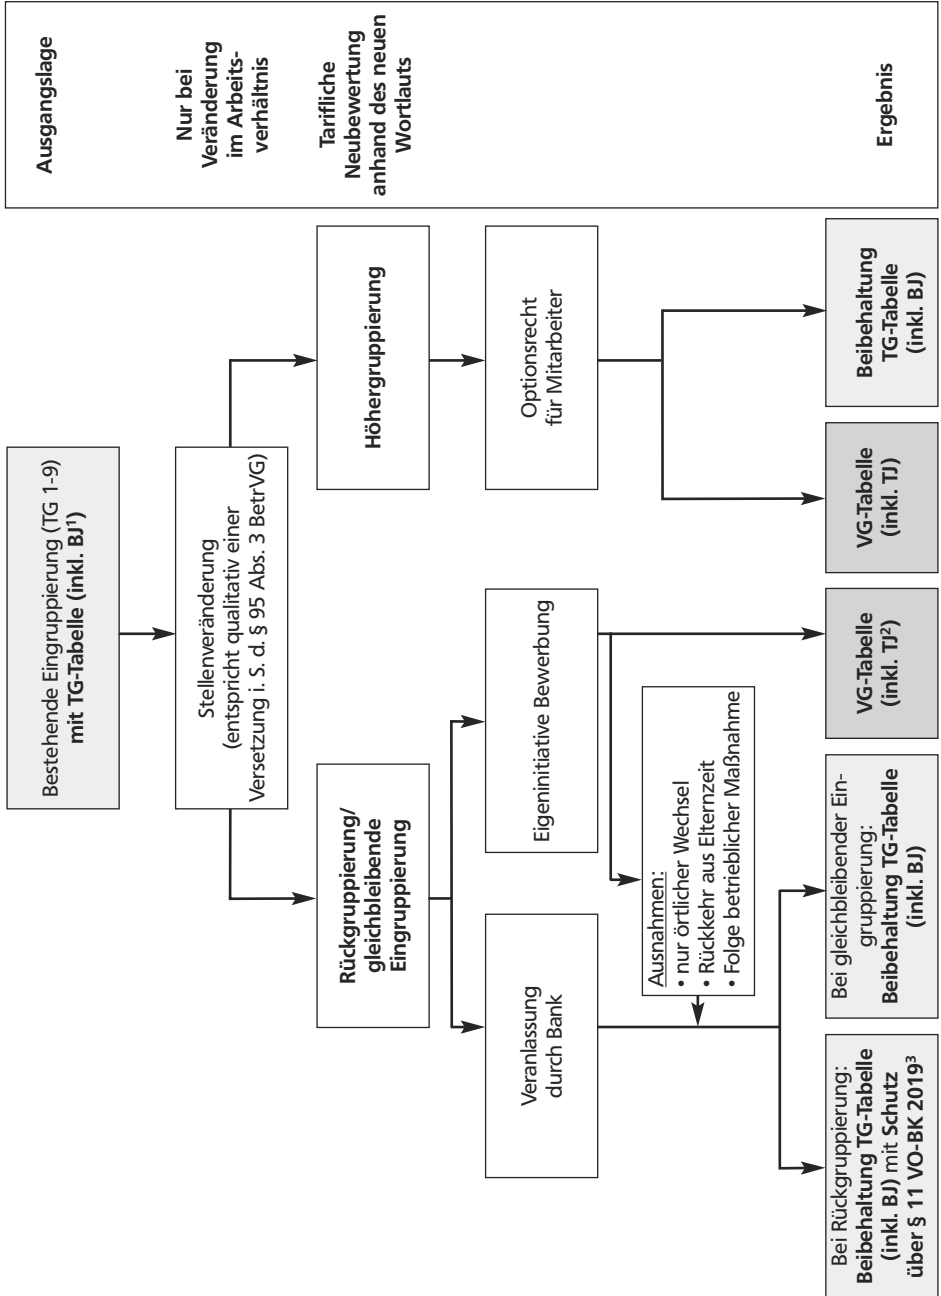 Ausgangslage
Nur bei
Veränderung
im Arbeits-
verhältnis
Tarifliche
Neubewertung
anhand des neuen
Wortlauts
Ergebnis
Bestehende Eingruppierung (TG 1-9)
mit TG-Tabelle (inkl. BJ¹)
Stellenveränderung
(entspricht qualitativ einer
Versetzung i. S. d. § 95 Abs. 3 BetrVG)
Rückgruppierung/
gleichbleibende
Eingruppierung
Höhergruppierung
Veranlassung
durch Bank
Eigeninitiative Bewerbung
Optionsrecht
für Mitarbeiter
Ausnahmen:
• nur örtlicher Wechsel
• Rückkehr aus Elternzeit
• Folge betrieblicher Maßnahme
Bei Rückgruppierung:
Beibehaltung TG-Tabelle
(inkl. BJ) mit Schutz
über § 11 VO-BK 2019³
Bei gleichbleibender Ein-
gruppierung:
Beibehaltung TG-Tabelle
(inkl. BJ)
VG-Tabelle
(inkl. TJ²)
VG-Tabelle
(inkl. TJ)
Beibehaltung
TG-Tabelle
(inkl. BJ)